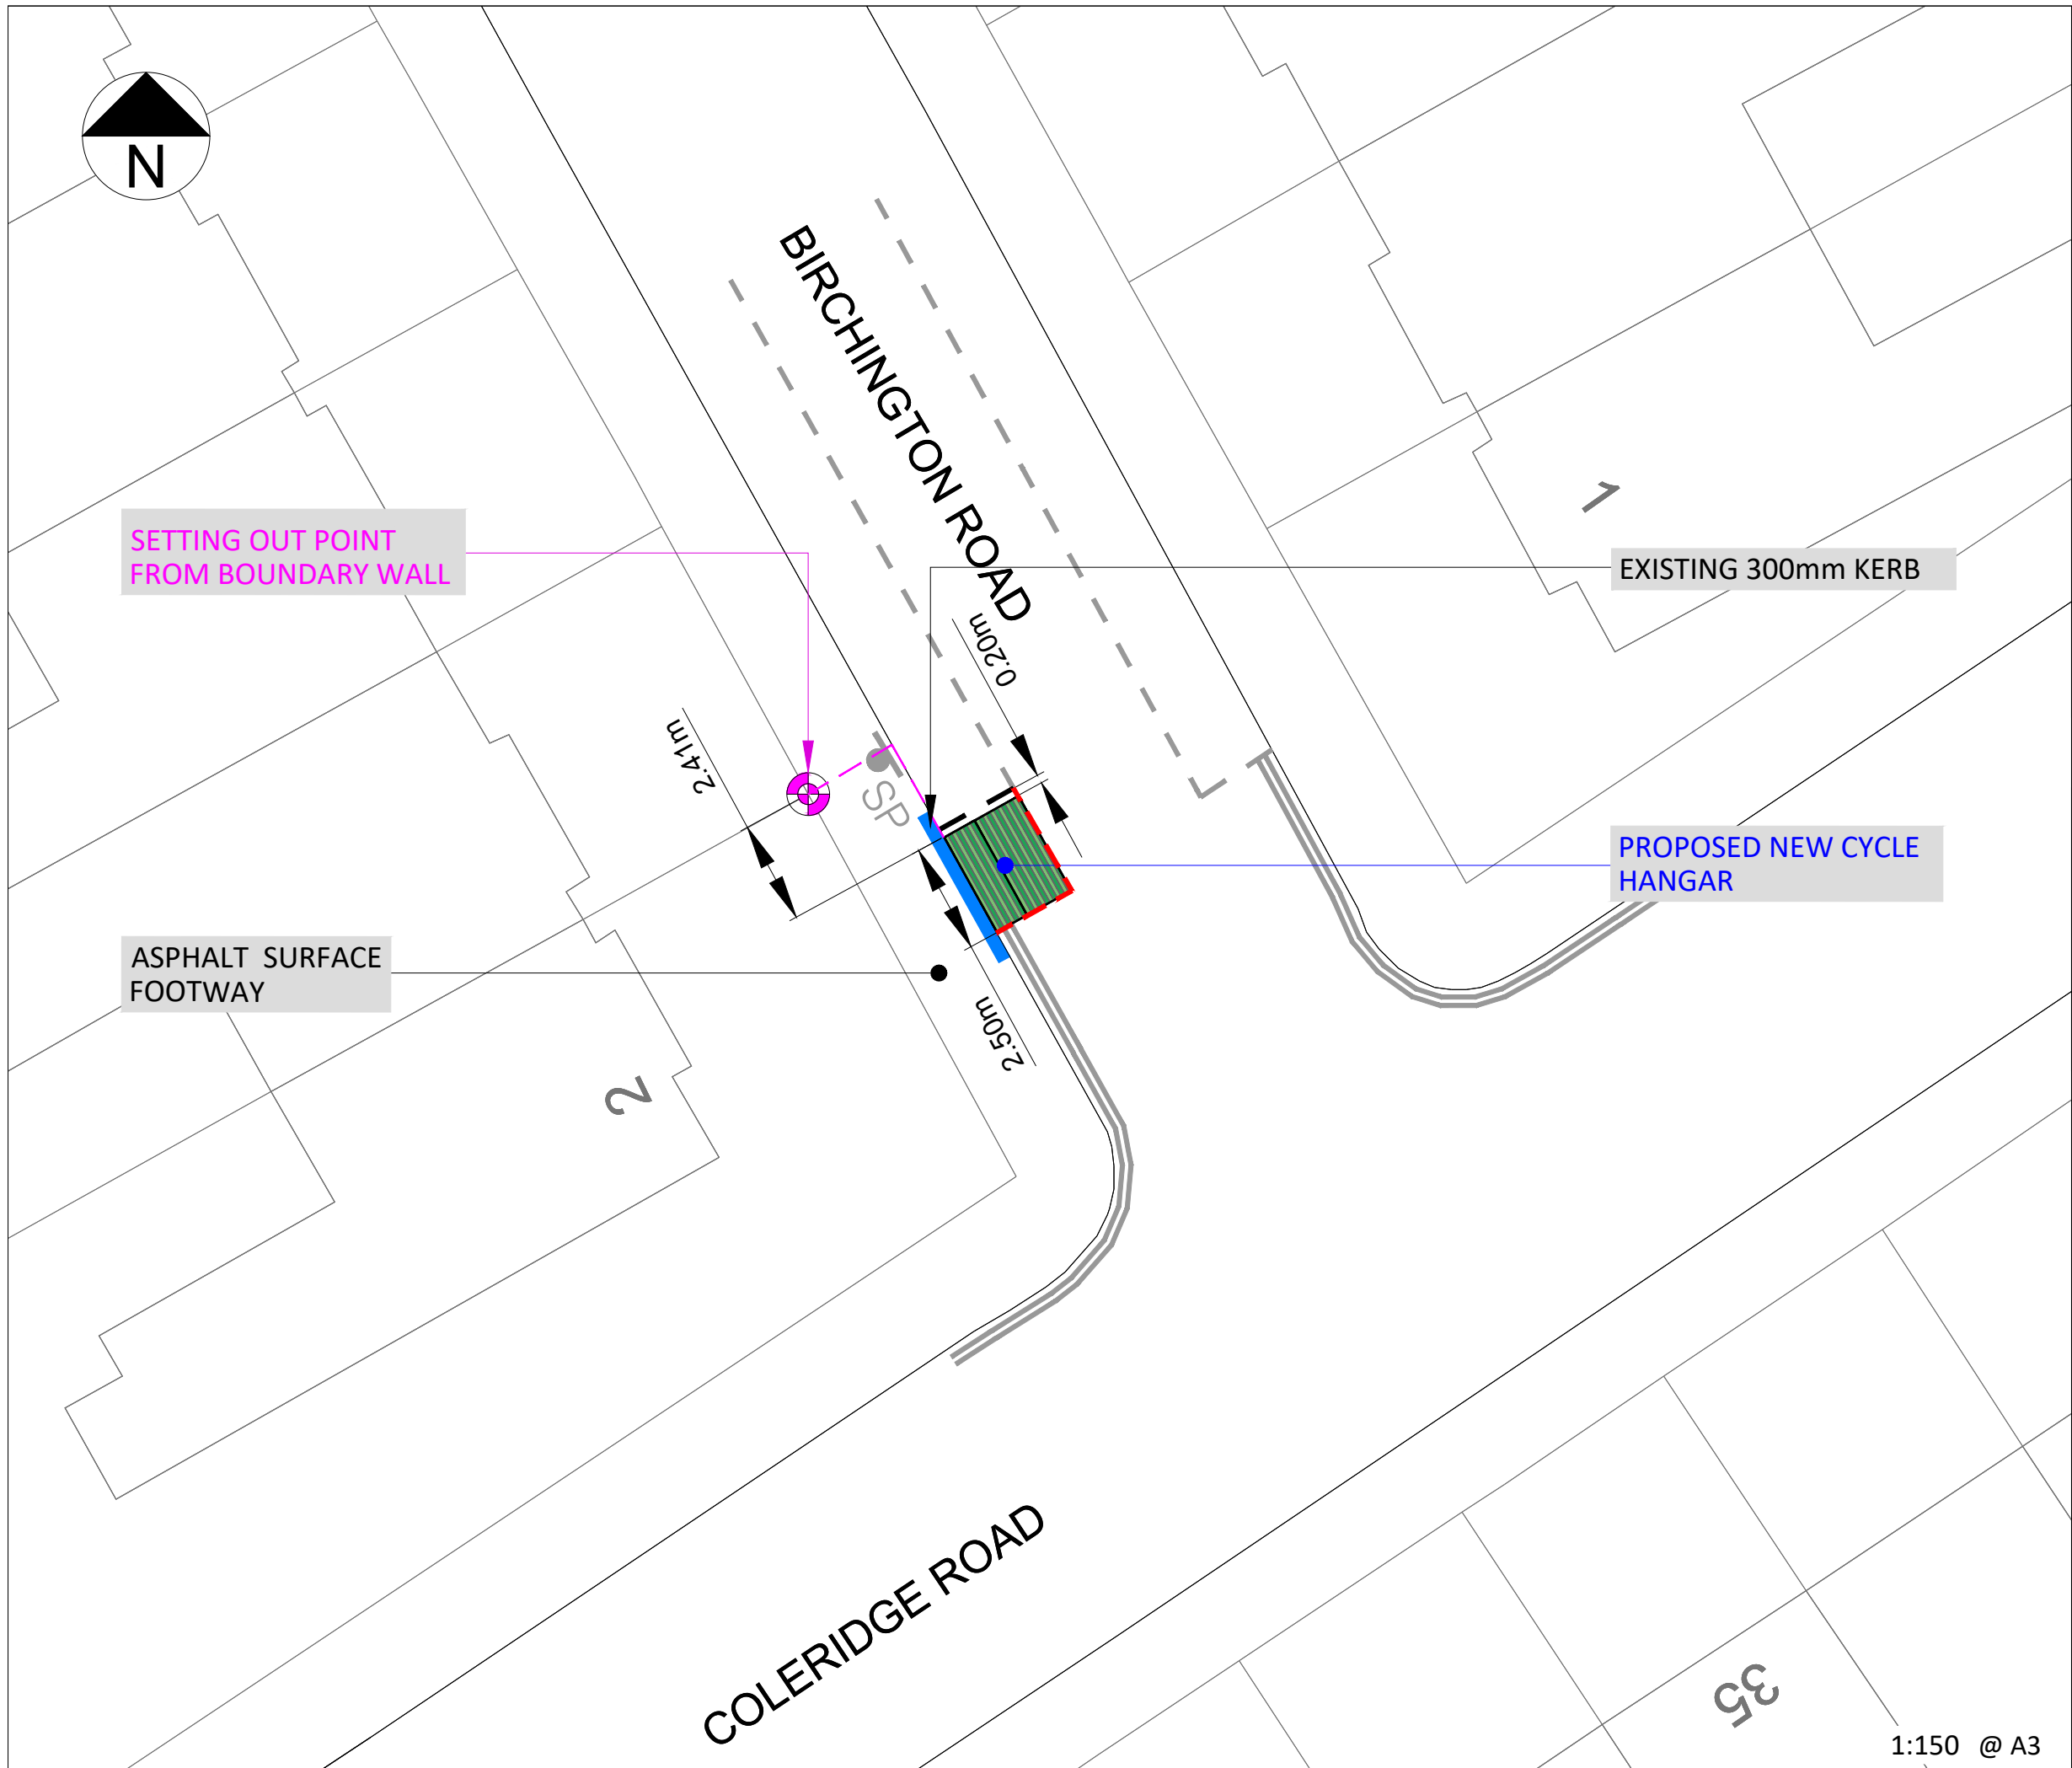 N
BIRCHINGTON ROAD
SETTING OUT POINT
FROM BOUNDARY WALL
1
EXISTING 300mm KERB
0.20m
2.41m
SP
PROPOSED NEW CYCLE
HANGAR
ASPHALT SURFACE
FOOTWAY
2.50m
2
COLERIDGE ROAD
35
1:150 @ A3